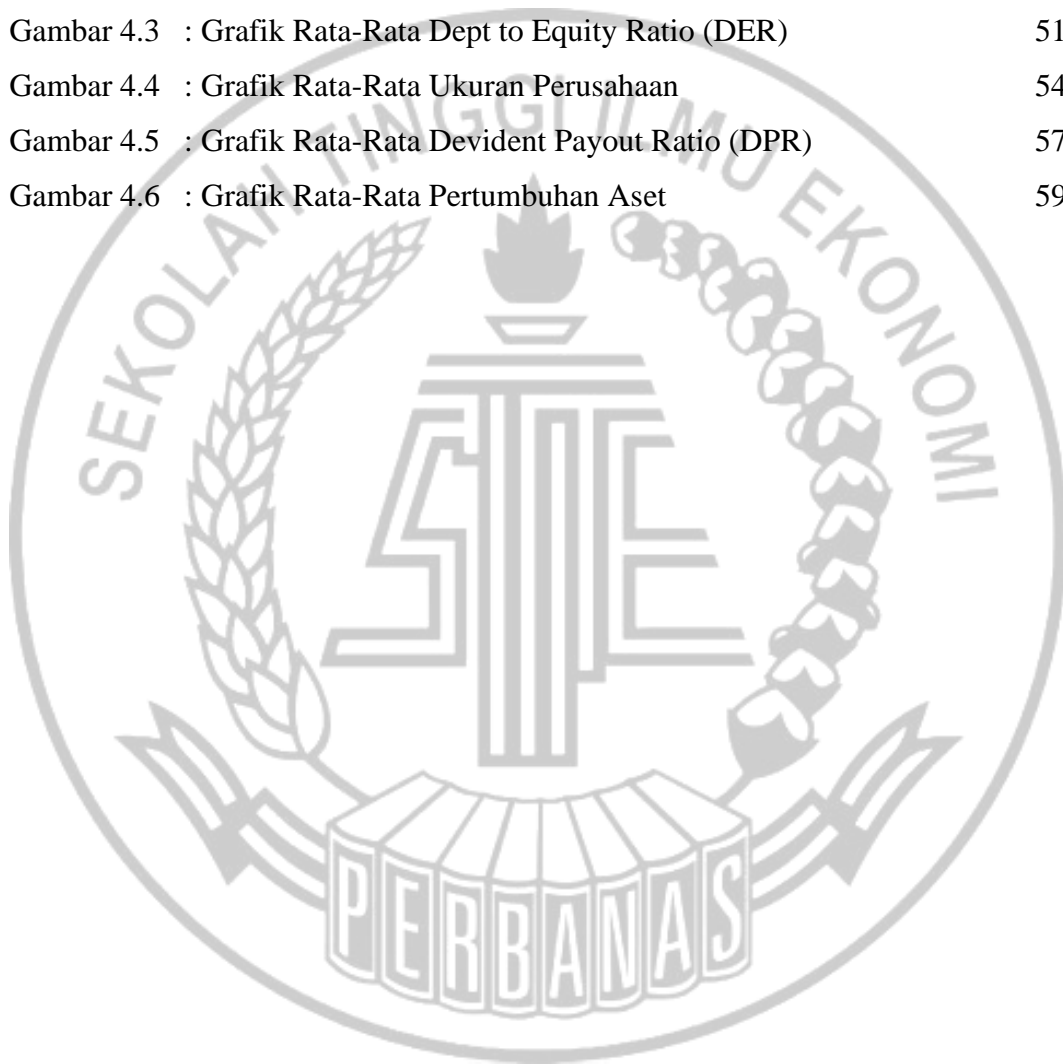 Gambar 4.3 : Grafik Rata-Rata Dept to Equity Ratio (DER) 51
Gambar 4.4 : Grafik Rata-Rata Ukuran Perusahaan 54
Gambar 4.5 : Grafik Rata-Rata Devident Payout Ratio (DPR) 57
Gambar 4.6 : Grafik Rata-Rata Pertumbuhan Aset 59
SEKOLAH TINGGI ILMU EKONOMI
STIE
PERBANAS